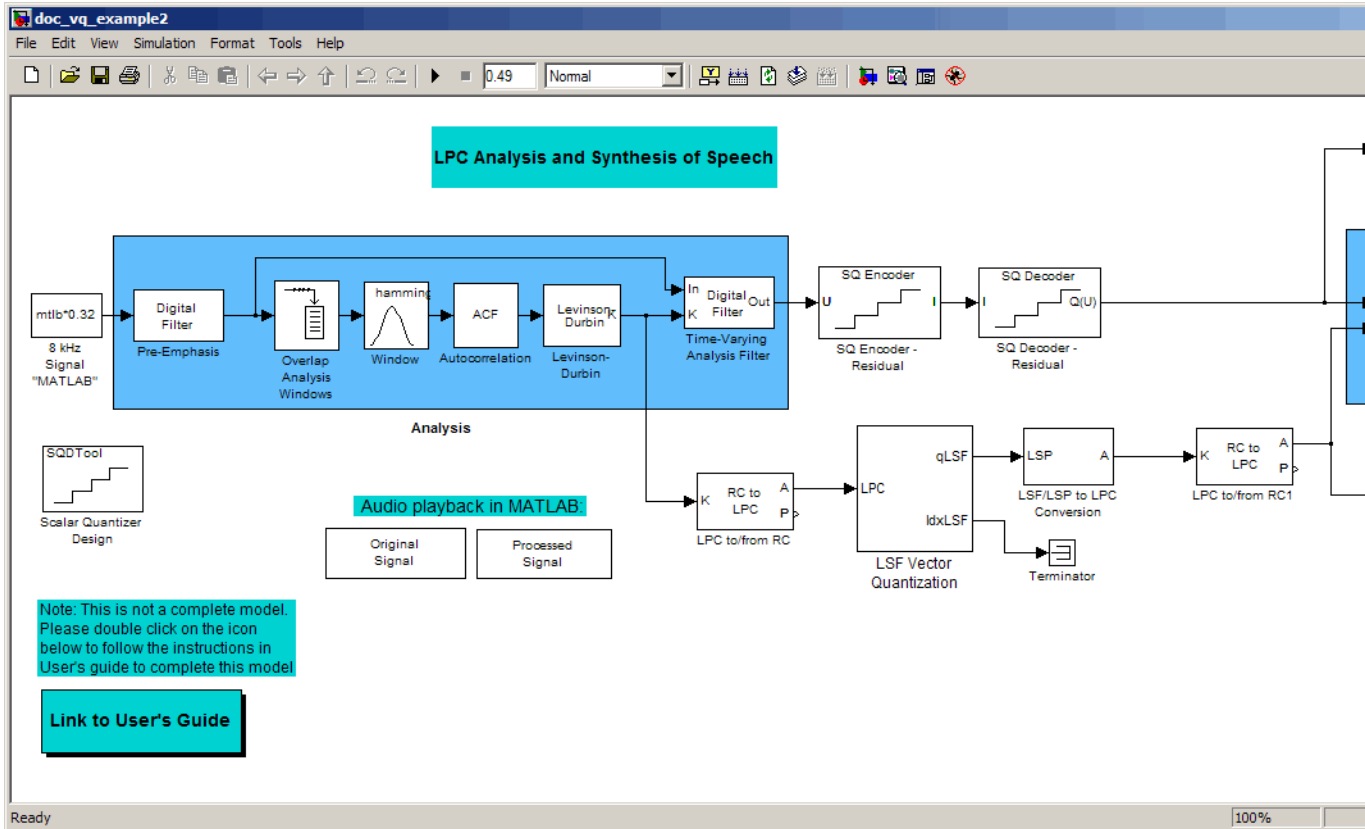 doc_vq_example2
File Edit View Simulation Format Tools Help
0.49 Normal
LPC Analysis and Synthesis of Speech
mtlb*0.32
8 kHz
Signal
"MATLAB"
Digital
Filter
Pre-Emphasis
Overlap
Analysis
Windows
hamming
Window
ACF
Autocorrelation
Levinson
Durbin
K
Levinson-
Durbin
In
K
Digital
Filter
Out
Time-Varying
Analysis Filter
SQ Encoder
U
I
SQ Encoder -
Residual
SQ Decoder
I
Q(U)
SQ Decoder -
Residual
Analysis
SQDTool
Scalar Quantizer
Design
Audio playback in MATLAB:
Original
Signal
Processed
Signal
K
RC to
LPC
A
P
LPC to/from RC
LPC
qLSF
IdxLSF
LSF Vector
Quantization
LSP
A
LSF/LSP to LPC
Conversion
Terminator
K
RC to
LPC
A
P
LPC to/from RC1
Note: This is not a complete model.
Please double click on the icon
below to follow the instructions in
User's guide to complete this model
Link to User's Guide
Ready
100%